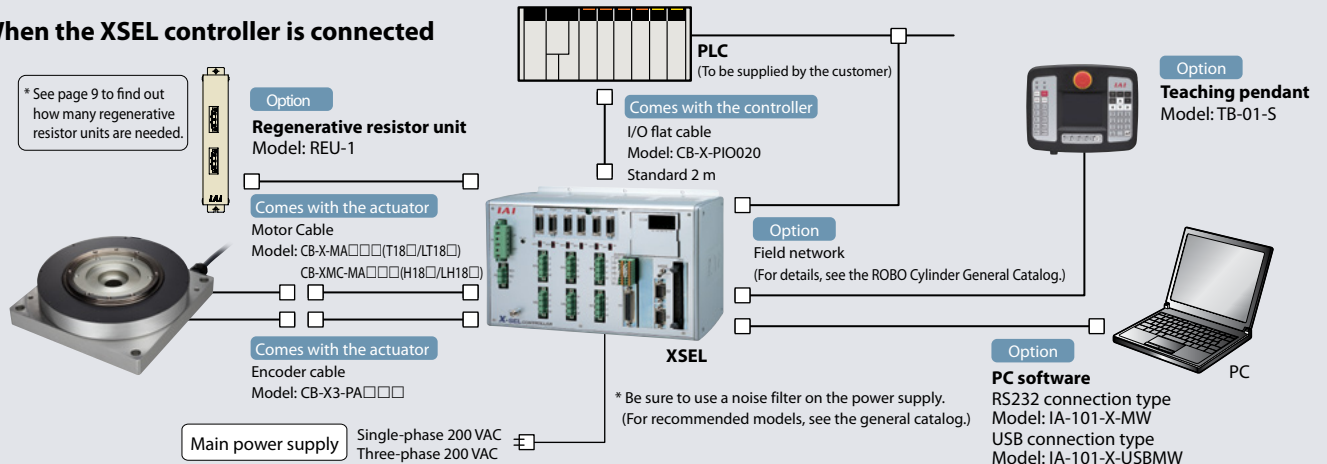 When the XSEL controller is connected
* See page 9 to find out
how many regenerative
resistor units are needed.
Option
Regenerative resistor unit
Model: REU-1
PLC
(To be supplied by the customer)
Comes with the controller
I/O flat cable
Model: CB-X-PIO020
Standard 2 m
Option
Teaching pendant
Model: TB-01-S
Comes with the actuator
Motor Cable
Model: CB-X-MA□□□(T18□/LT18□)
CB-XMC-MA□□□(H18□/LH18□)
Option
Field network
(For details, see the ROBO Cylinder General Catalog.)
Comes with the actuator
Encoder cable
Model: CB-X3-PA□□□
IAI
IAI
IAI
X-SEL CONTROLLER
XSEL
* Be sure to use a noise filter on the power supply.
(For recommended models, see the general catalog.)
Main power supply
Single-phase 200 VAC
Three-phase 200 VAC
Option
PC software
RS232 connection type
Model: IA-101-X-MW
USB connection type
Model: IA-101-X-USBMW
PC